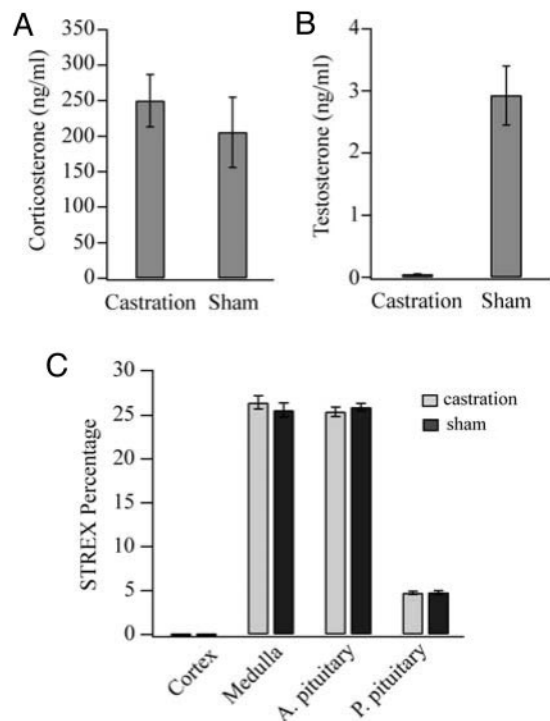 A
Corticosterone (ng/ml)
350
300
250
200
150
100
50
0
Castration Sham
B
Testosterone (ng/ml)
4
3
2
1
0
Castration Sham
C
STREX Percentage
30
25
20
15
10
5
0
castration
sham
Cortex
Medulla
A. pituitary
P. pituitary